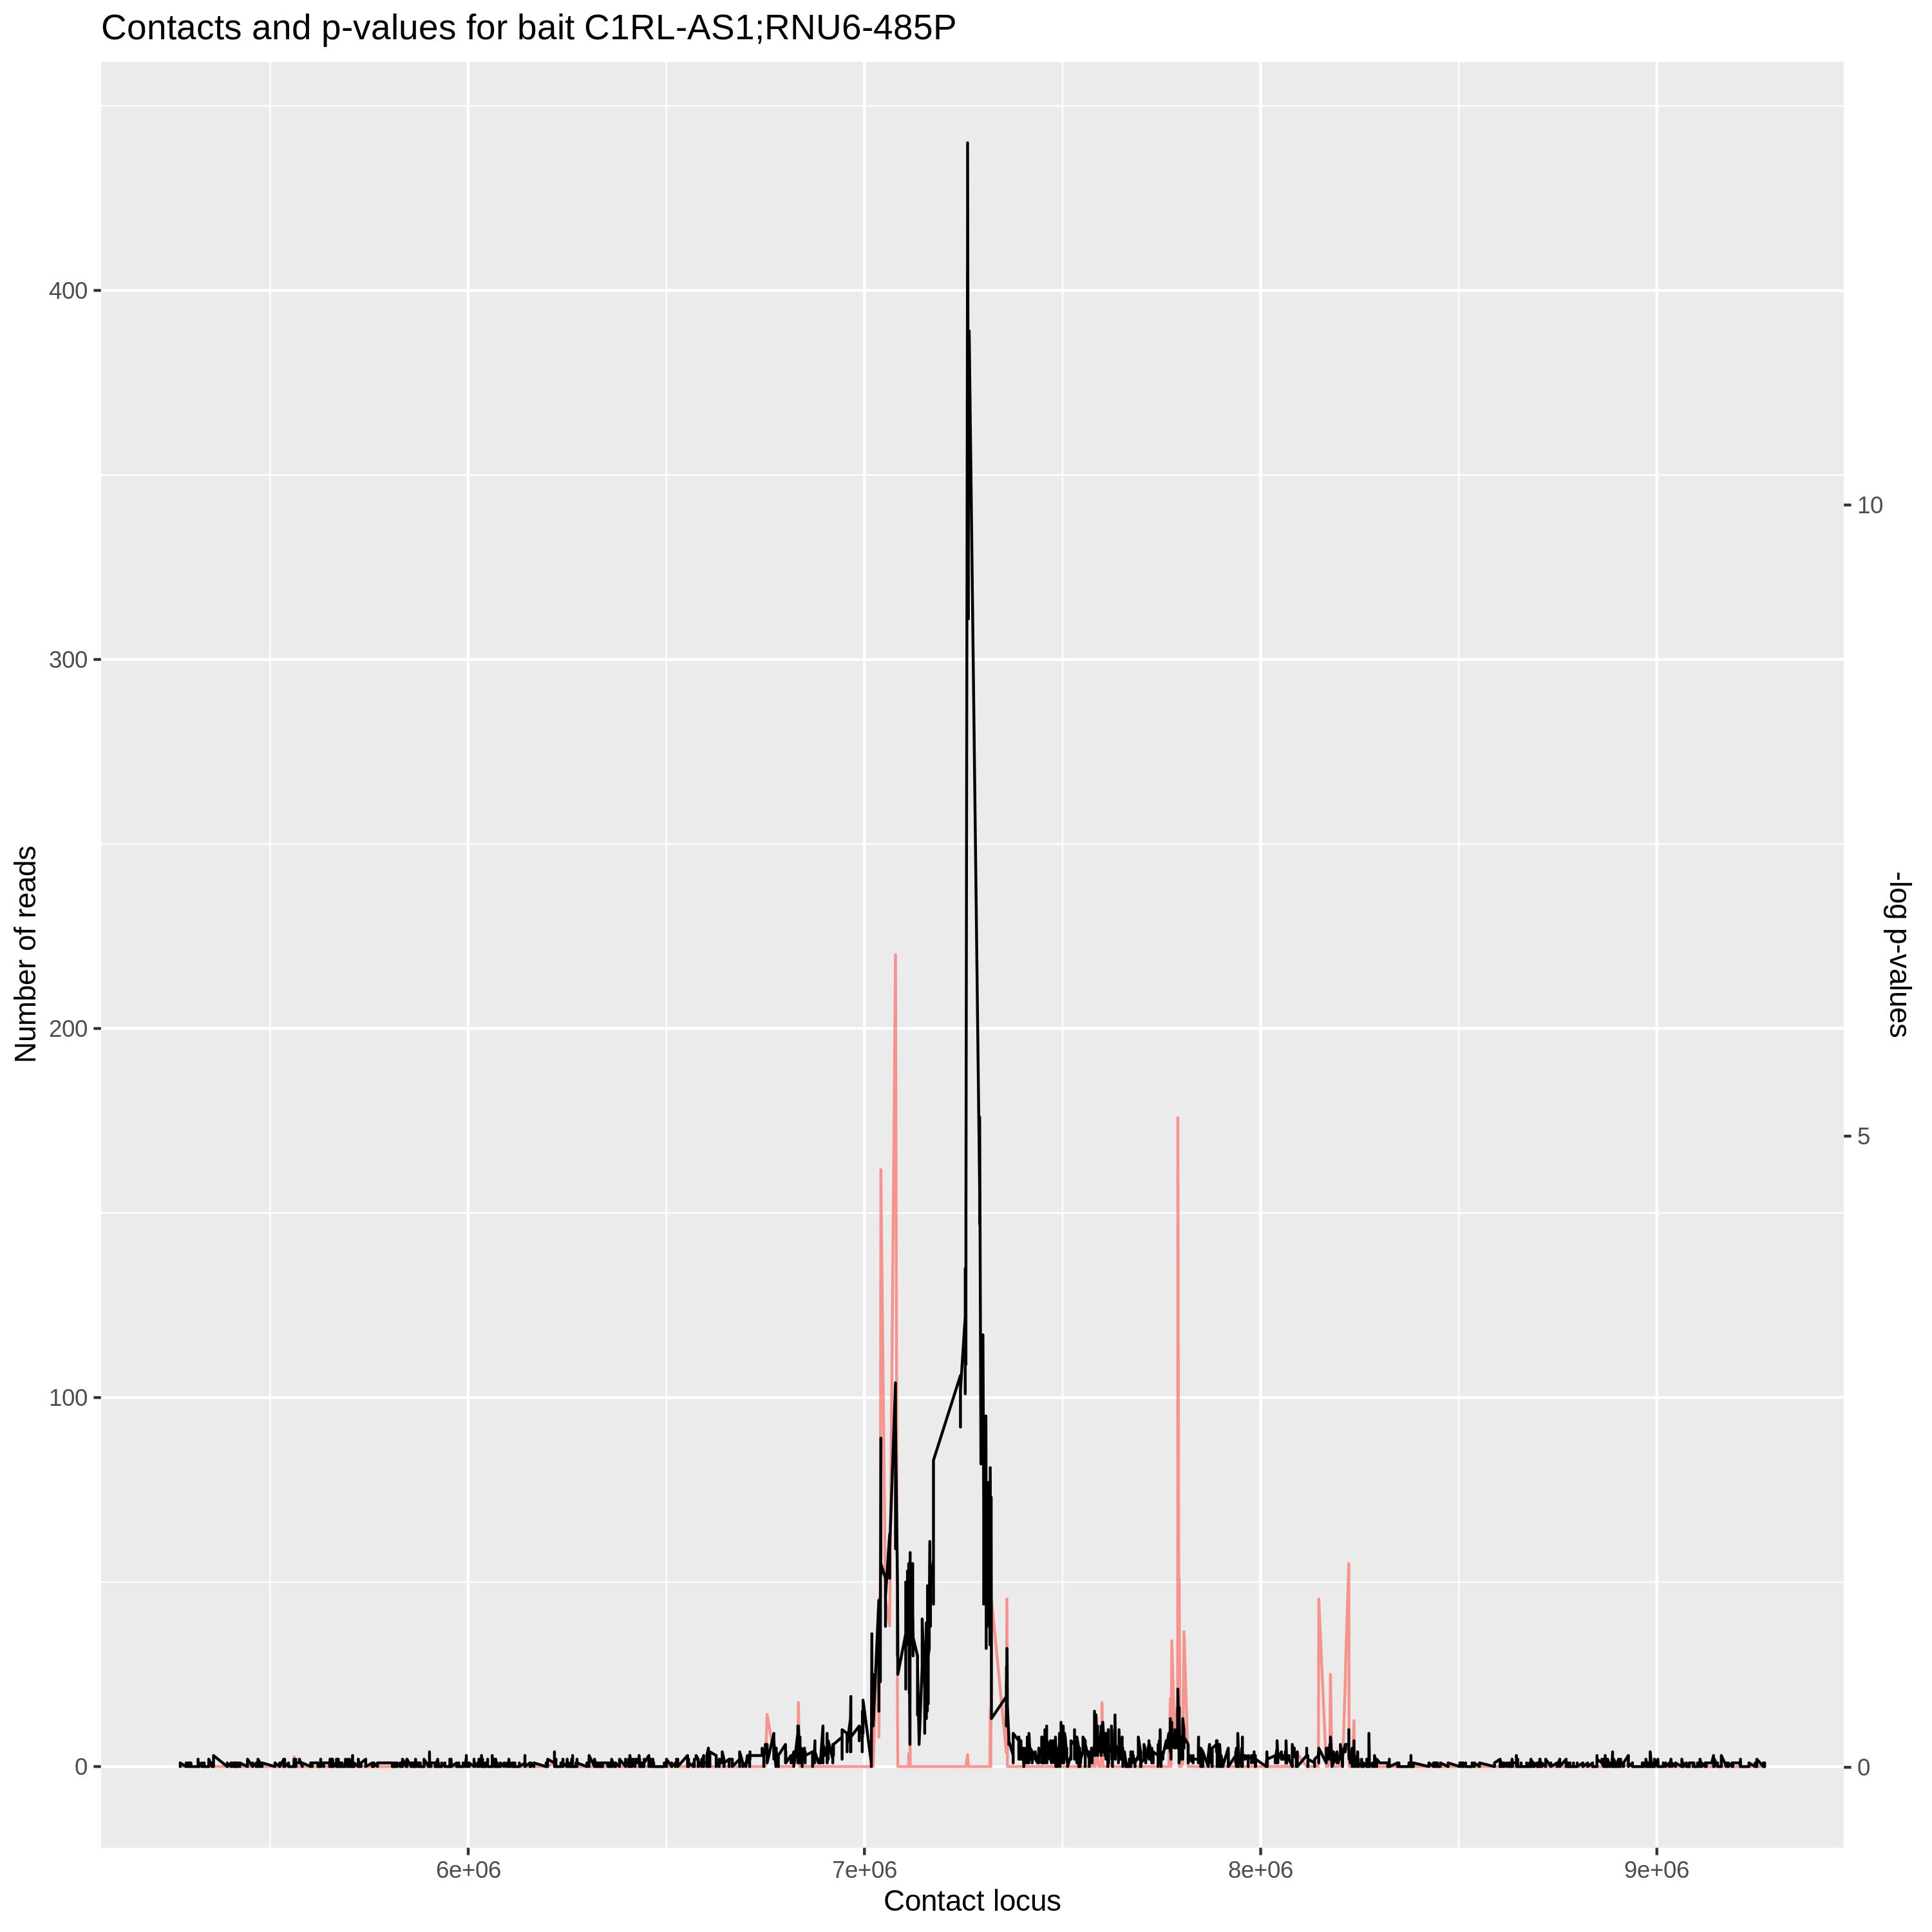 Contacts and p-values for bait C1RL-AS1;RNU6-485P
400
300
200
100
0
Number of reads
10
5
0
-log p-values
6e+06
7e+06
8e+06
9e+06
Contact locus